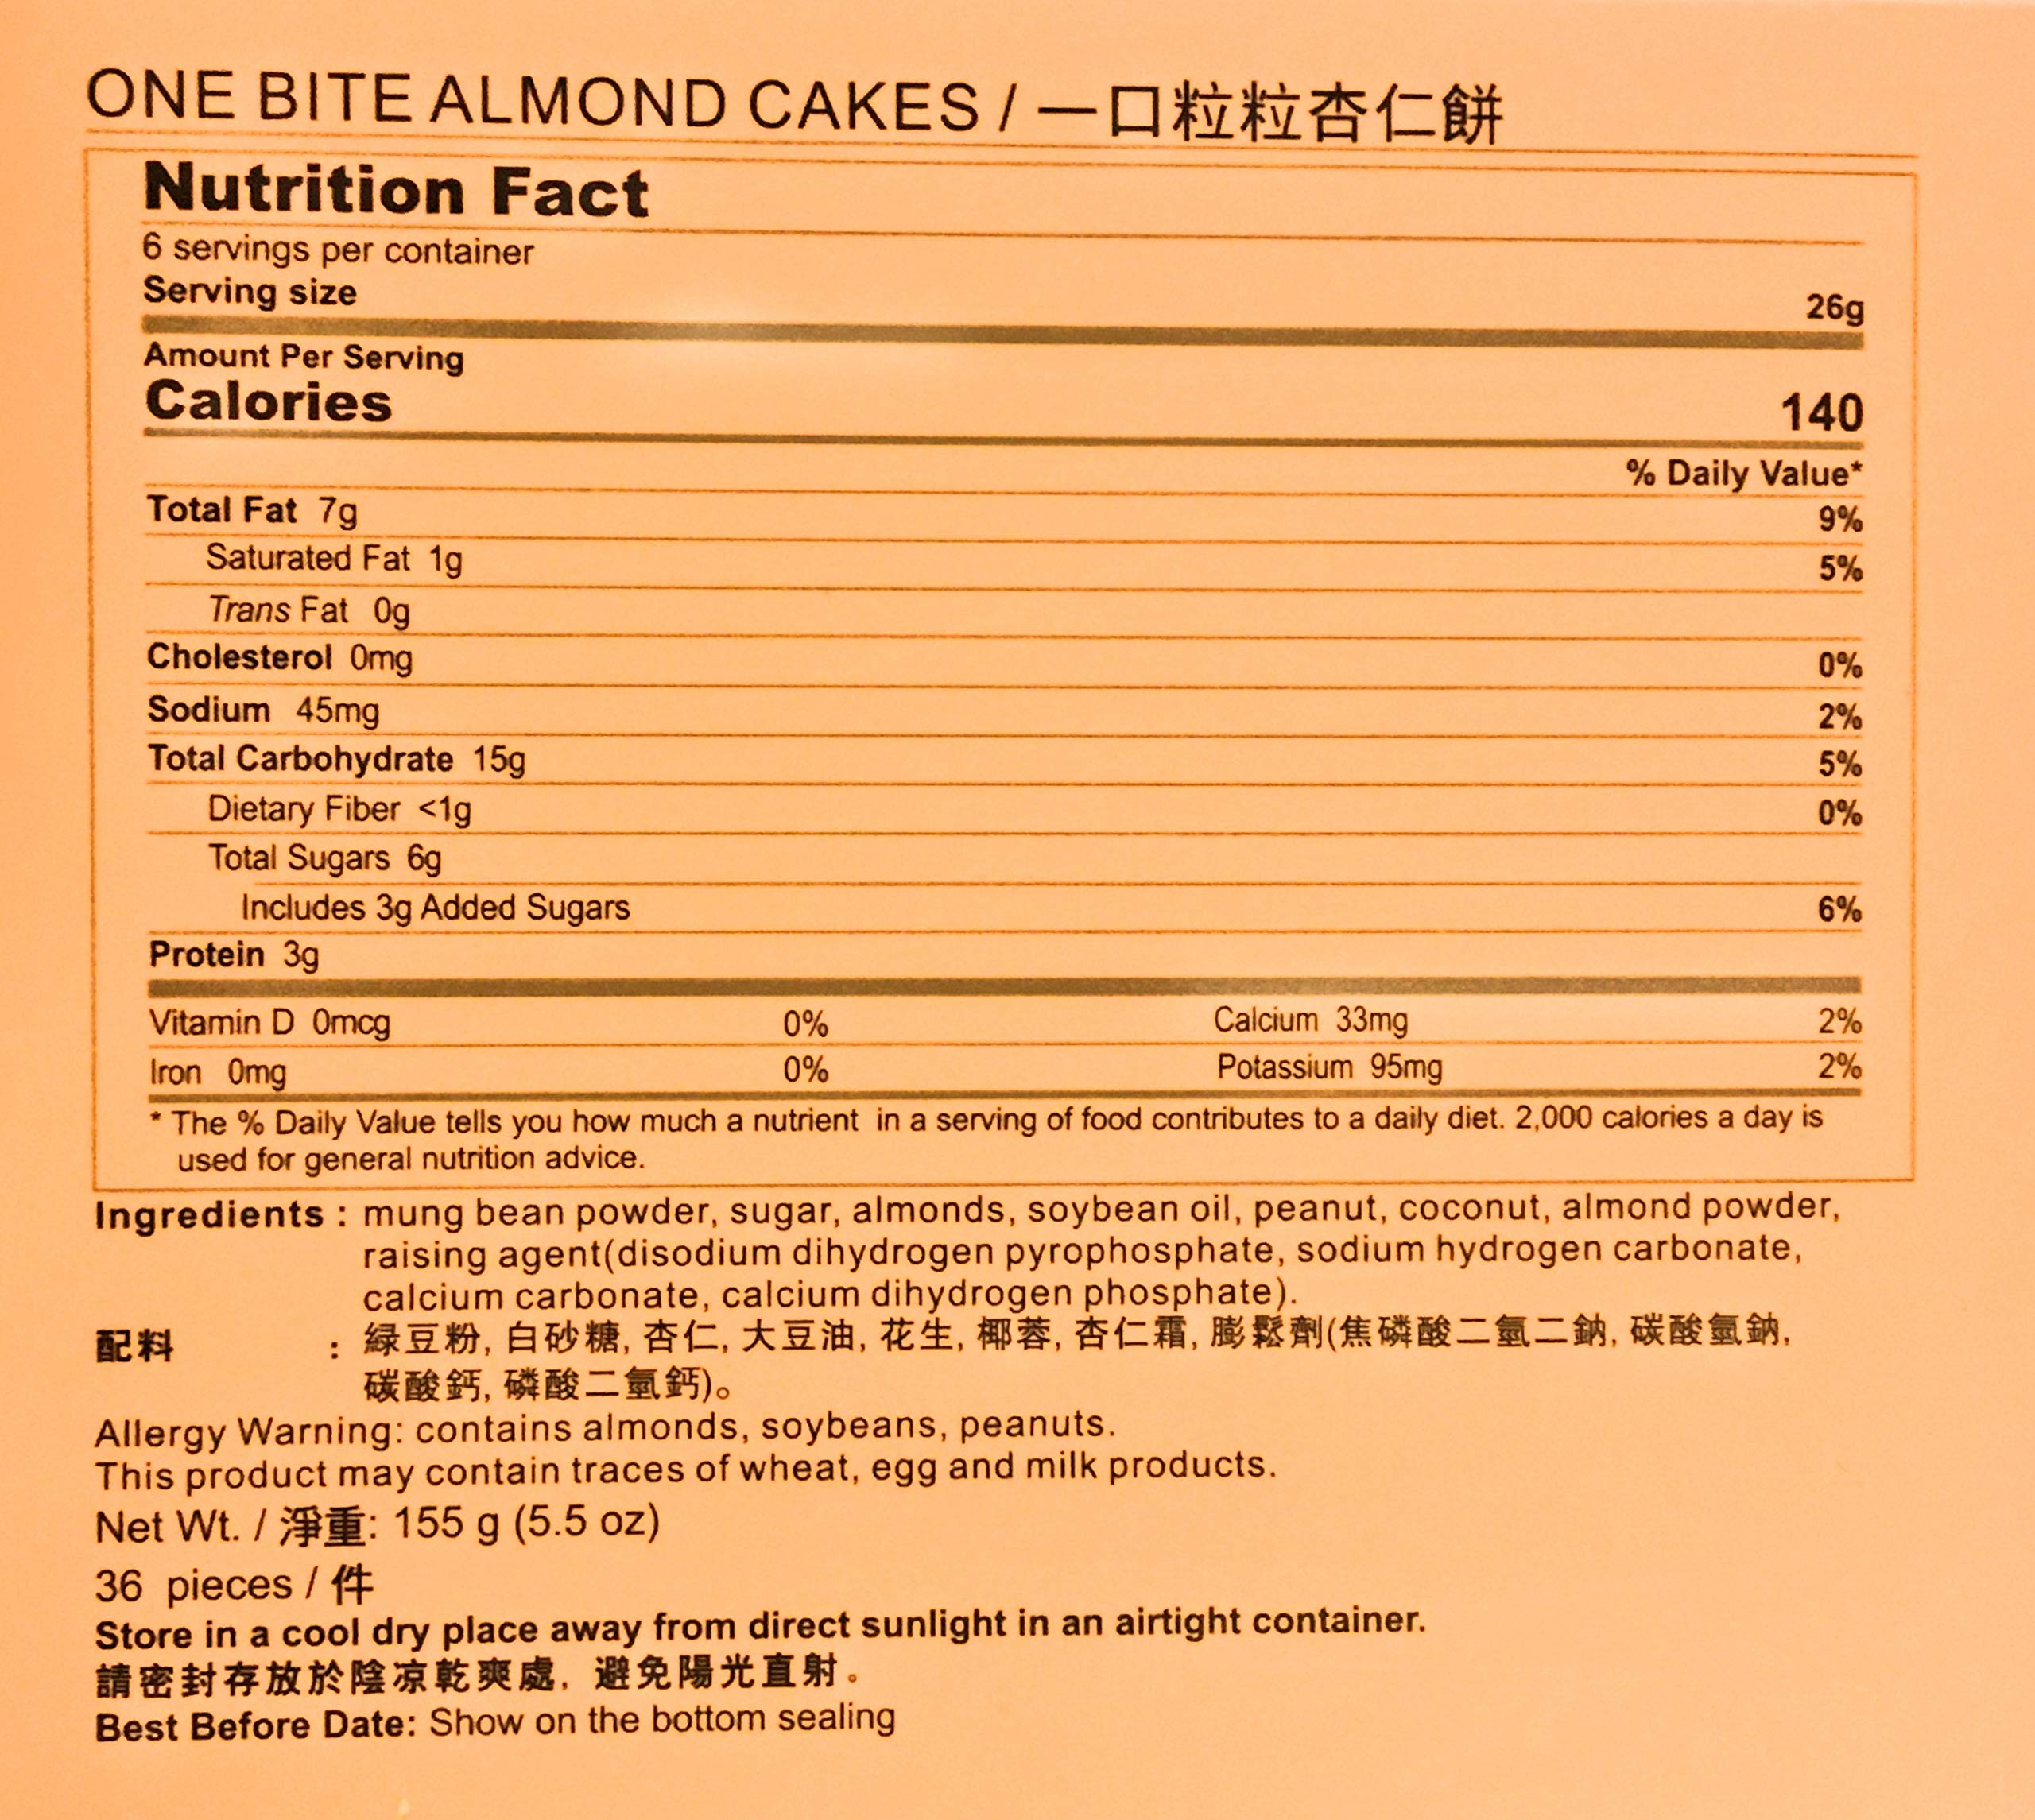 ONE BITE ALMOND CAKES / 一口粒粒杏仁餅
Nutrition Fact
6 servings per container
Serving size 26g
Amount Per Serving
Calories 140
% Daily Value*
Total Fat 7g 9%
Saturated Fat 1g 5%
Trans Fat 0g
Cholesterol 0mg 0%
Sodium 45mg 2%
Total Carbohydrate 15g 5%
Dietary Fiber <1g 0%
Total Sugars 6g
Includes 3g Added Sugars 6%
Protein 3g
Vitamin D 0mcg 0% Calcium 33mg 2%
Iron 0mg 0% Potassium 95mg 2%
* The % Daily Value tells you how much a nutrient in a serving of food contributes to a daily diet. 2,000 calories a day is
used for general nutrition advice.
Ingredients : mung bean powder, sugar, almonds, soybean oil, peanut, coconut, almond powder,
raising agent(disodium dihydrogen pyrophosphate, sodium hydrogen carbonate,
calcium carbonate, calcium dihydrogen phosphate).
配料 : 緑豆粉, 白砂糖, 杏仁, 大豆油, 花生, 椰蓉, 杏仁霜, 膨鬆劑(焦磷酸二氫二鈉, 碳酸氫鈉,
碳酸鈣, 磷酸二氫鈣)。
Allergy Warning: contains almonds, soybeans, peanuts.
This product may contain traces of wheat, egg and milk products.
Net Wt. / 淨重: 155 g (5.5 oz)
36 pieces / 件
Store in a cool dry place away from direct sunlight in an airtight container.
請密封存放於陰凉乾爽處, 避免陽光直射。
Best Before Date: Show on the bottom sealing